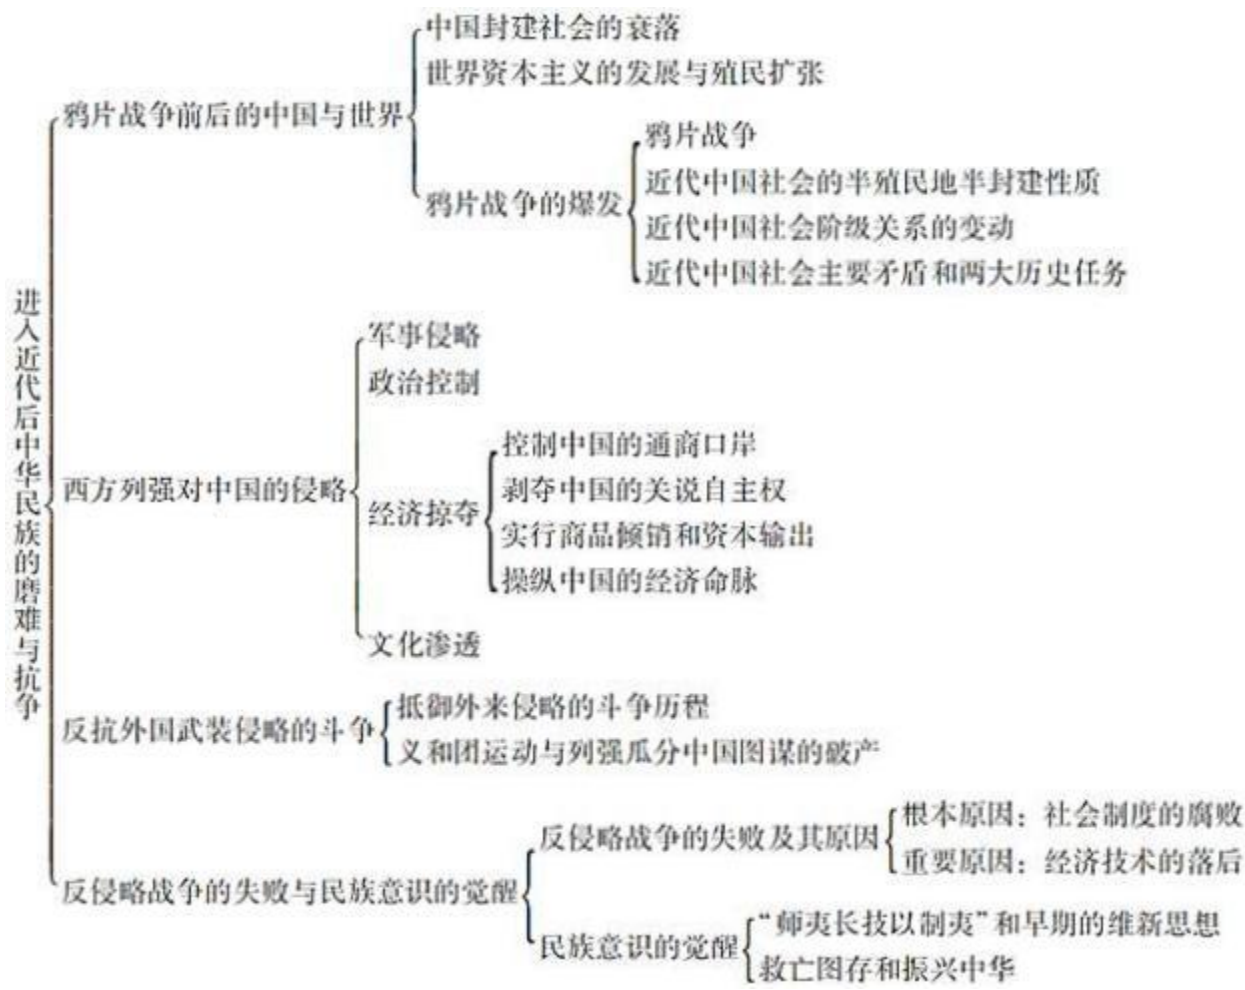 进入近代后中华民族的磨难与抗争
鸦片战争前后的中国与世界
中国封建社会的衰落
世界资本主义的发展与殖民扩张
鸦片战争的爆发
鸦片战争
近代中国社会的半殖民地半封建性质
近代中国社会阶级关系的变动
近代中国社会主要矛盾和两大历史任务
西方列强对中国的侵略
军事侵略
政治控制
经济掠夺
控制中国的通商口岸
剥夺中国的关说自主权
实行商品倾销和资本输出
操纵中国的经济命脉
文化渗透
反抗外国武装侵略的斗争
抵御外来侵略的斗争历程
义和团运动与列强瓜分中国图谋的破产
反侵略战争的失败与民族意识的觉醒
反侵略战争的失败及其原因
根本原因：社会制度的腐败
重要原因：经济技术的落后
民族意识的觉醒
“师夷长技以制夷”和早期的维新思想
救亡图存和振兴中华